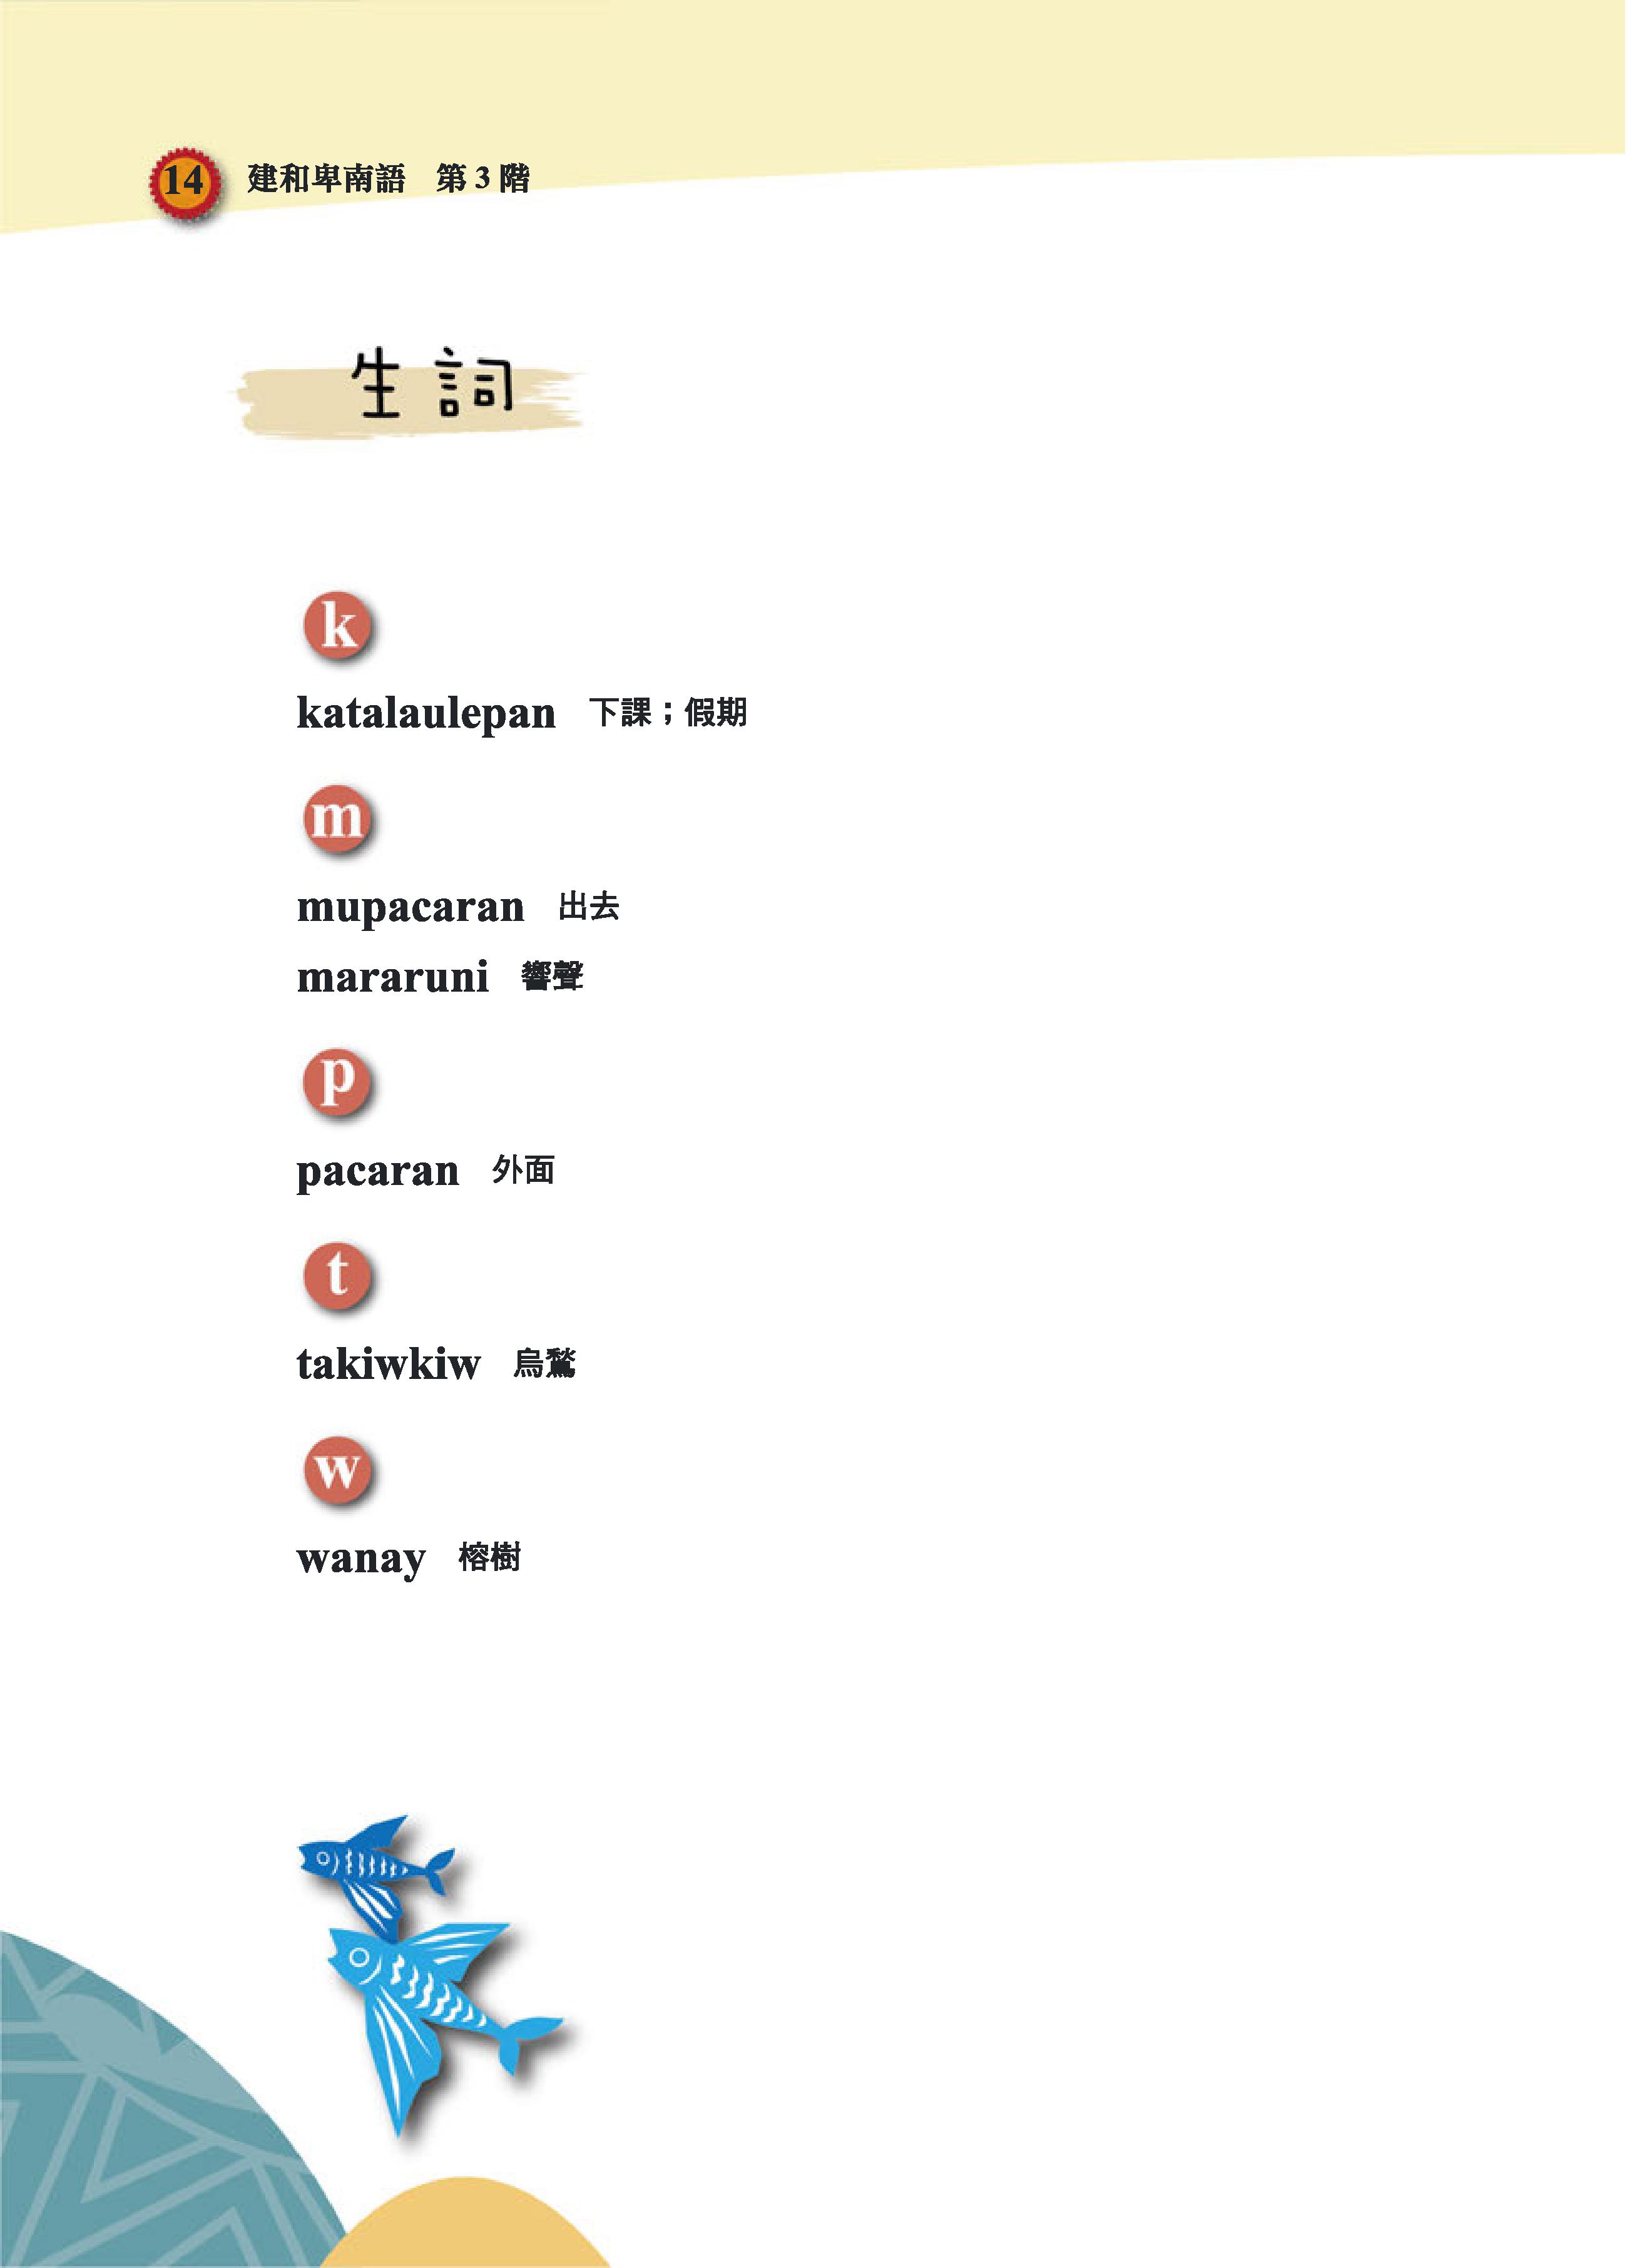 14 建和卑南語 第 3 階
生詞
k
katalaulepan 下課；假期
m
mupacaran 出去
mararuni 響聲
p
pacaran 外面
t
takiwkiw 烏鶖
w
wanay 榕樹